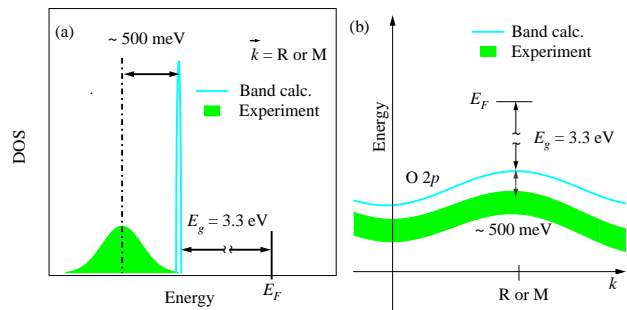 (a)
~ 500 meV
k = R or M
Band calc.
Experiment
DOS
E_g = 3.3 eV
Energy
E_F
(b)
Band calc.
Experiment
Energy
E_F
E_g = 3.3 eV
O 2p
~ 500 meV
R or M
k